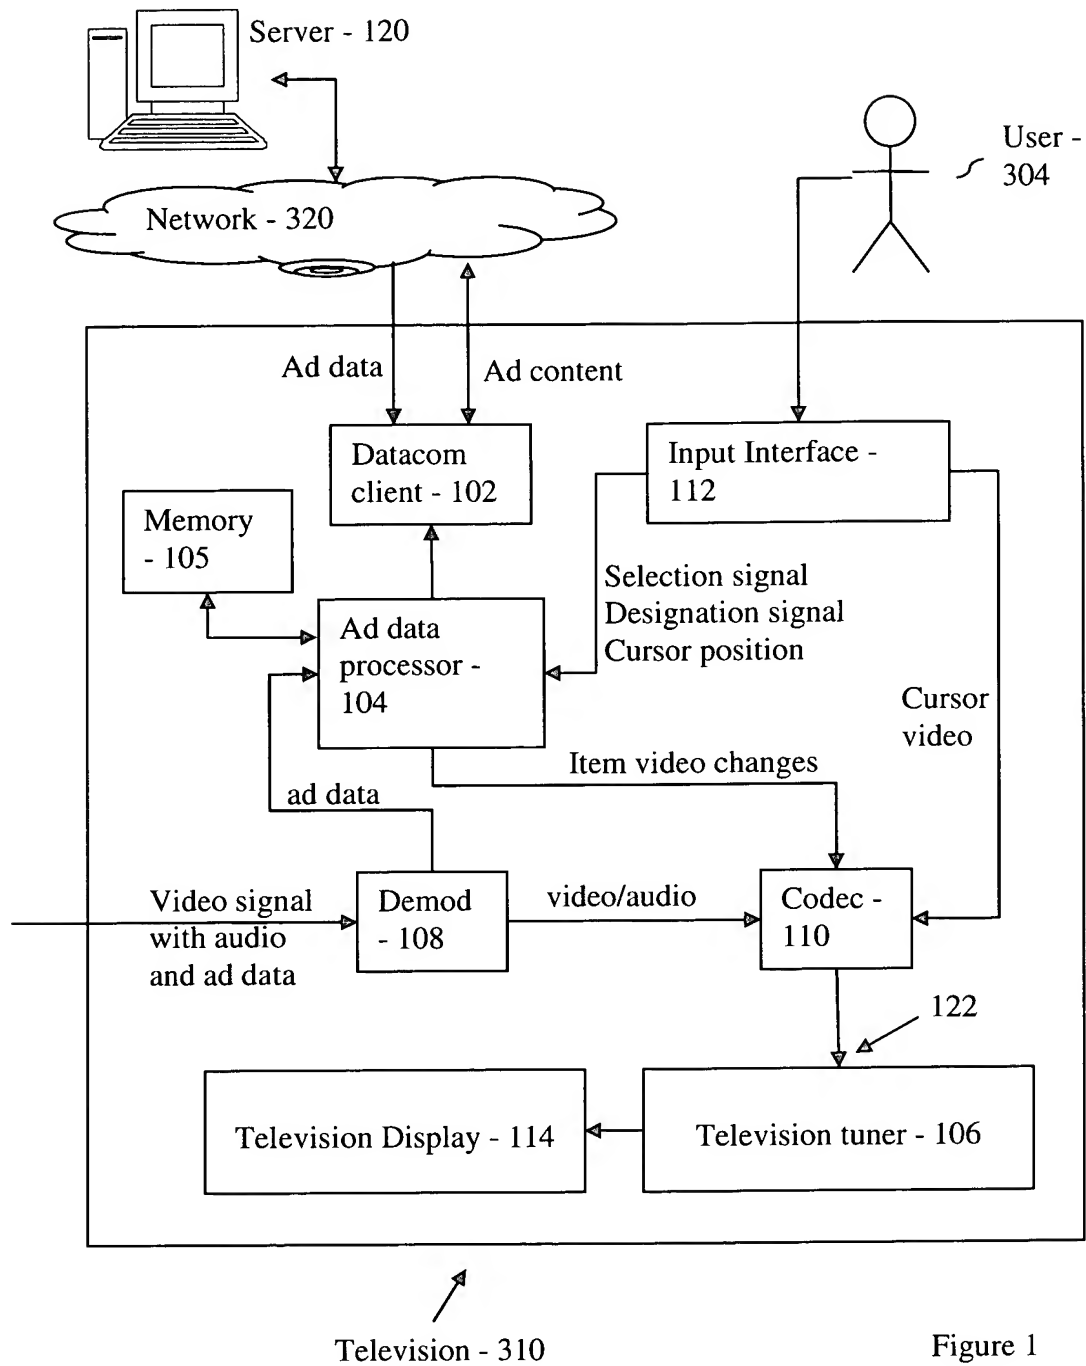 Server - 120
User -
304
Network - 320
Ad data
Ad content
Datacom
client - 102
Input Interface -
112
Memory
- 105
Selection signal
Designation signal
Cursor position
Ad data
processor -
104
Cursor
video
Item video changes
ad data
Video signal
with audio
and ad data
Demod
- 108
video/audio
Codec -
110
122
Television Display - 114
Television tuner - 106
Television - 310
Figure 1